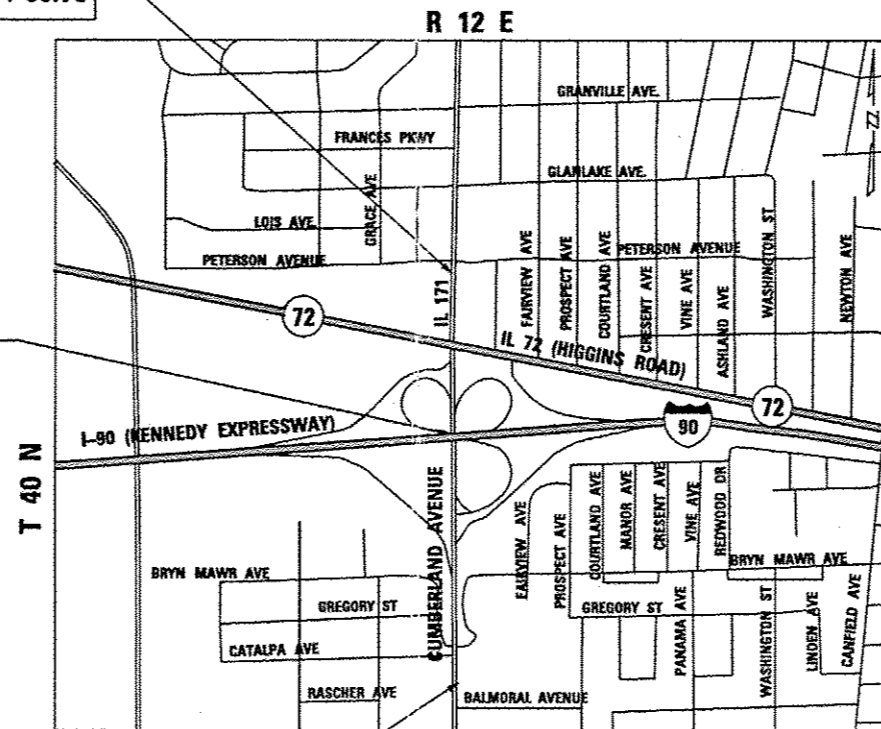 R 12 E
GRANVILLE AVE.
FRANCES PKWY
GLANLAKE AVE.
LOIS AVE.
GRACE AVE
PETERSON AVENUE
IL 171
FAIRVIEW AVE
PROSPECT AVE
COURTLAND AVE
PETERSON AVENUE
CRESENT AVE
VINE AVE
ASHLAND AVE
WASHINGTON ST
NEWTON AVE
72
IL 72 (HIGGINS ROAD)
72
I-90 (KENNEDY EXPRESSWAY)
90
T 40 N
CUMBERLAND AVENUE
FAIRVIEW AVE
PROSPECT AVE
COURTLAND AVE
MANOR AVE
CRESENT AVE
VINE AVE
REDWOOD DR
BRYN MAWR AVE
BRYN MAWR AVE
GREGORY ST
GREGORY ST
PANAMA AVE
WASHINGTON ST
LINDEN AVE
CANFIELD AVE
CATALPA AVE
RASCHER AVE
BALMORAL AVENUE